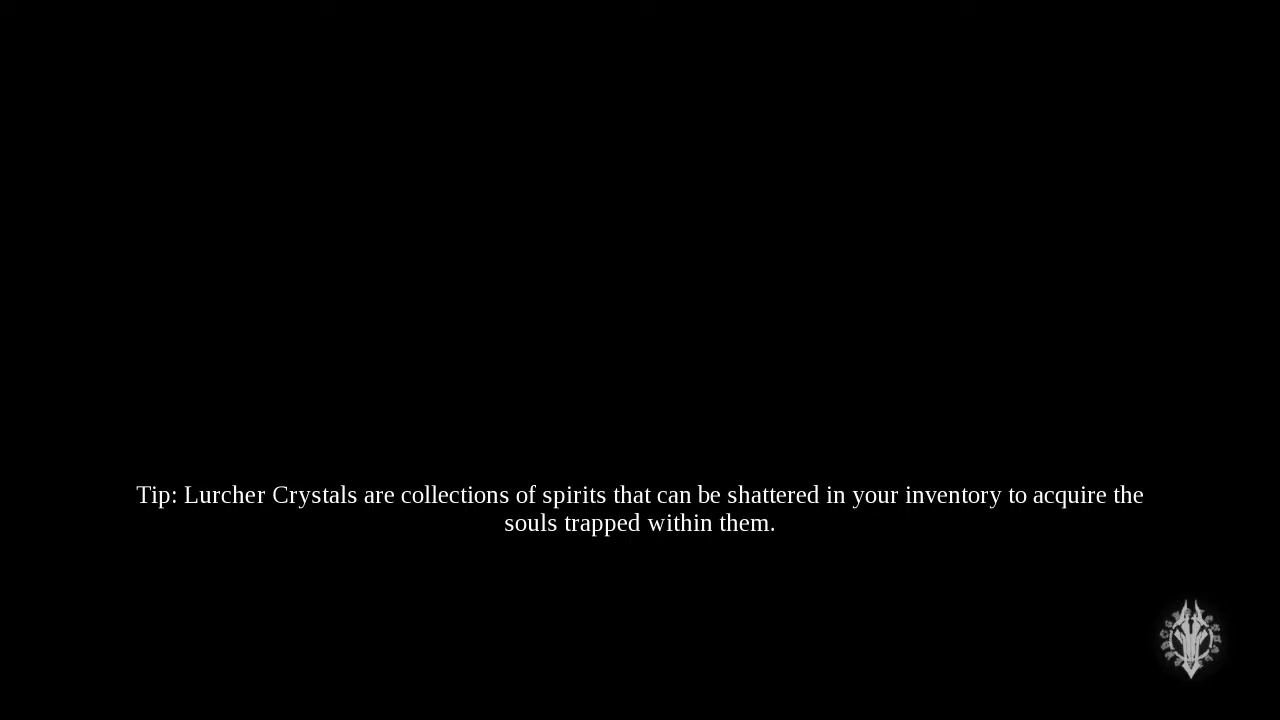 Tip: Lurcher Crystals are collections of spirits that can be shattered in your inventory to acquire the
souls trapped within them.